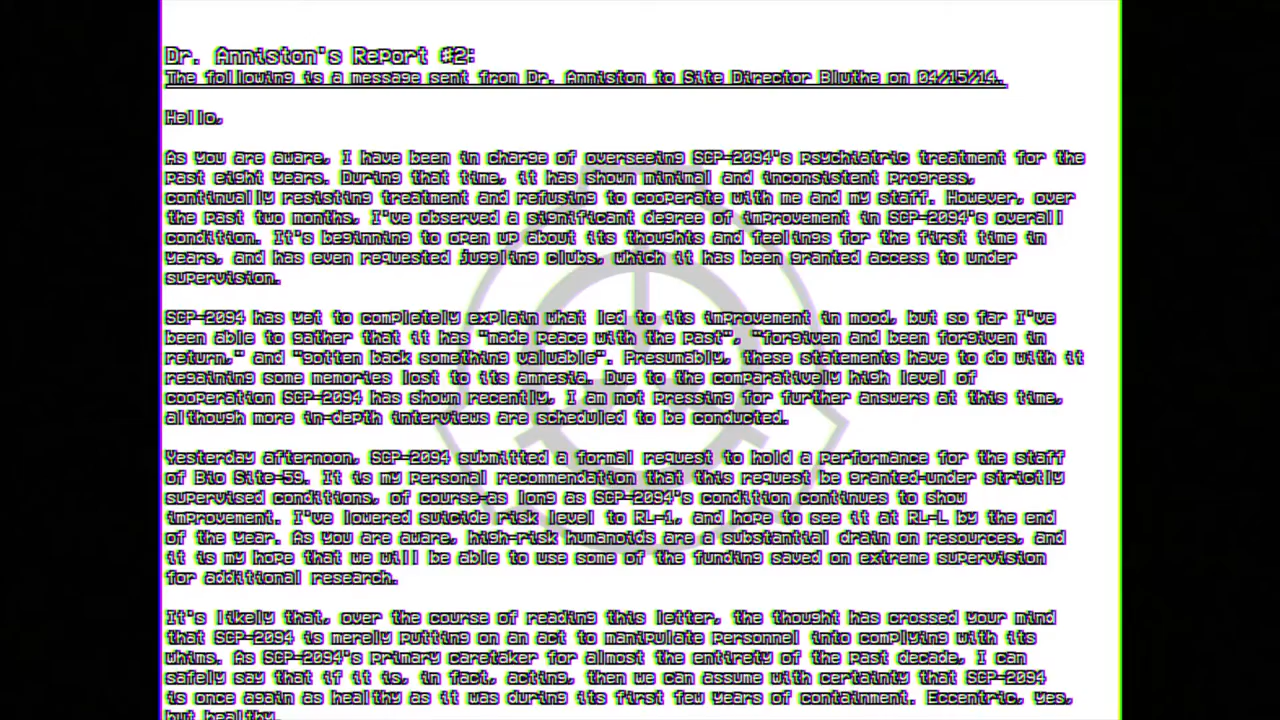 Dr. Anniston's Report #2:
The following is a message sent from Dr. Anniston to Site Director Bluthe on 04/15/14.
Hello,
As you are aware, I have been in charge of overseeing SCP-2094's psychiatric treatment for the
past eight years. During that time, it has shown minimal and inconsistent progress,
continually resisting treatment and refusing to cooperate with me and my staff. However, over
the past two months, I've observed a significant degree of improvement in SCP-2094's overall
condition. It's beginning to open up about its thoughts and feelings for the first time in
years, and has even requested juggling clubs, which it has been granted access to under
supervision.
SCP-2094 has yet to completely explain what led to its improvement in mood, but so far I've
been able to gather that it has "made peace with the past", "forgiven and been forgiven in
return," and "gotten back something valuable". Presumably, these statements have to do with it
regaining some memories lost to its amnesia. Due to the comparatively high level of
cooperation SCP-2094 has shown recently, I am not pressing for further answers at this time,
although more in-depth interviews are scheduled to be conducted.
Yesterday afternoon, SCP-2094 submitted a formal request to hold a performance for the staff
of Bio Site-59. It is my personal recommendation that this request be granted-under strictly
supervised conditions, of course-as long as SCP-2094's condition continues to show
improvement. I've lowered suicide risk level to RL-1, and hope to see it at RL-L by the end
of the year. As you are aware, high-risk humanoids are a substantial drain on resources, and
it is my hope that we will be able to use some of the funding saved on extreme supervision
for additional research.
It's likely that, over the course of reading this letter, the thought has crossed your mind
that SCP-2094 is merely putting on an act to manipulate personnel into complying with its
whims. As SCP-2094's primary caretaker for almost the entirety of the past decade, I can
safely say that if it is, in fact, acting, then we can assume with certainty that SCP-2094
is once again as healthy as it was during its first few years of containment. Eccentric, yes,
but healthy.